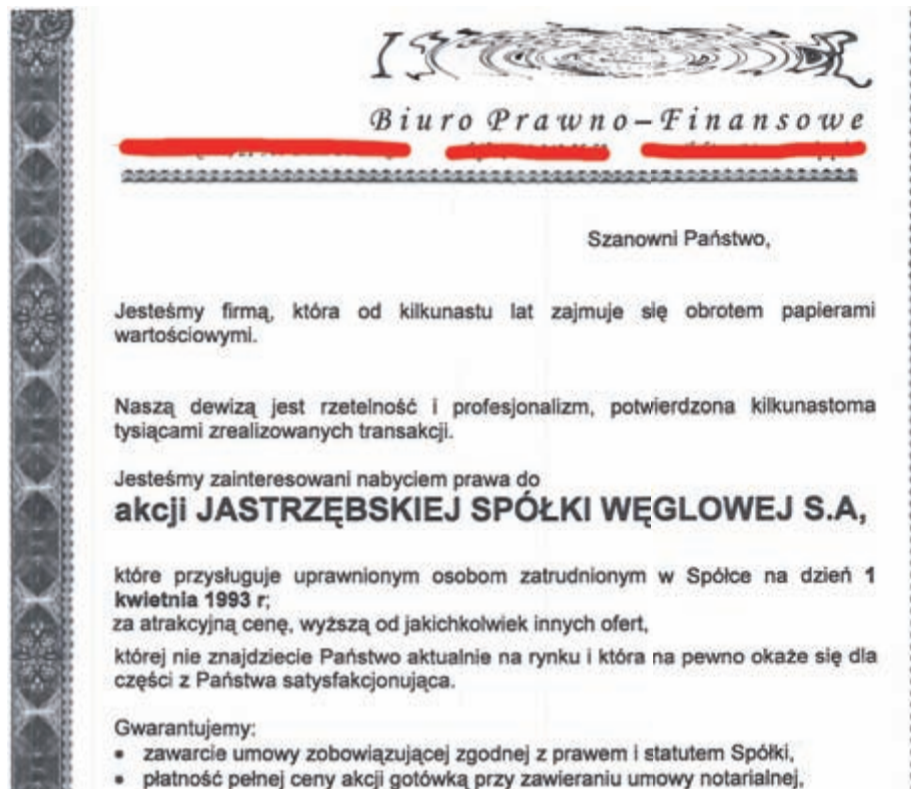 Biuro Prawno–Finansowe
Szanowni Państwo,
Jesteśmy firmą, która od kilkunastu lat zajmuje się obrotem papierami
wartościowymi.
Naszą dewizą jest rzetelność i profesjonalizm, potwierdzona kilkunastoma
tysiącami zrealizowanych transakcji.
Jesteśmy zainteresowani nabyciem prawa do
akcji JASTRZĘBSKIEJ SPÓŁKI WĘGLOWEJ S.A,
które przysługuje uprawnionym osobom zatrudnionym w Spółce na dzień 1
kwietnia 1993 r;
za atrakcyjną cenę, wyższą od jakichkolwiek innych ofert,
której nie znajdziecie Państwo aktualnie na rynku i która na pewno okaże się dla
części z Państwa satysfakcjonująca.
Gwarantujemy:
• zawarcie umowy zobowiązującej zgodnej z prawem i statutem Spółki,
• płatność pełnej ceny akcji gotówką przy zawieraniu umowy notarialnej,